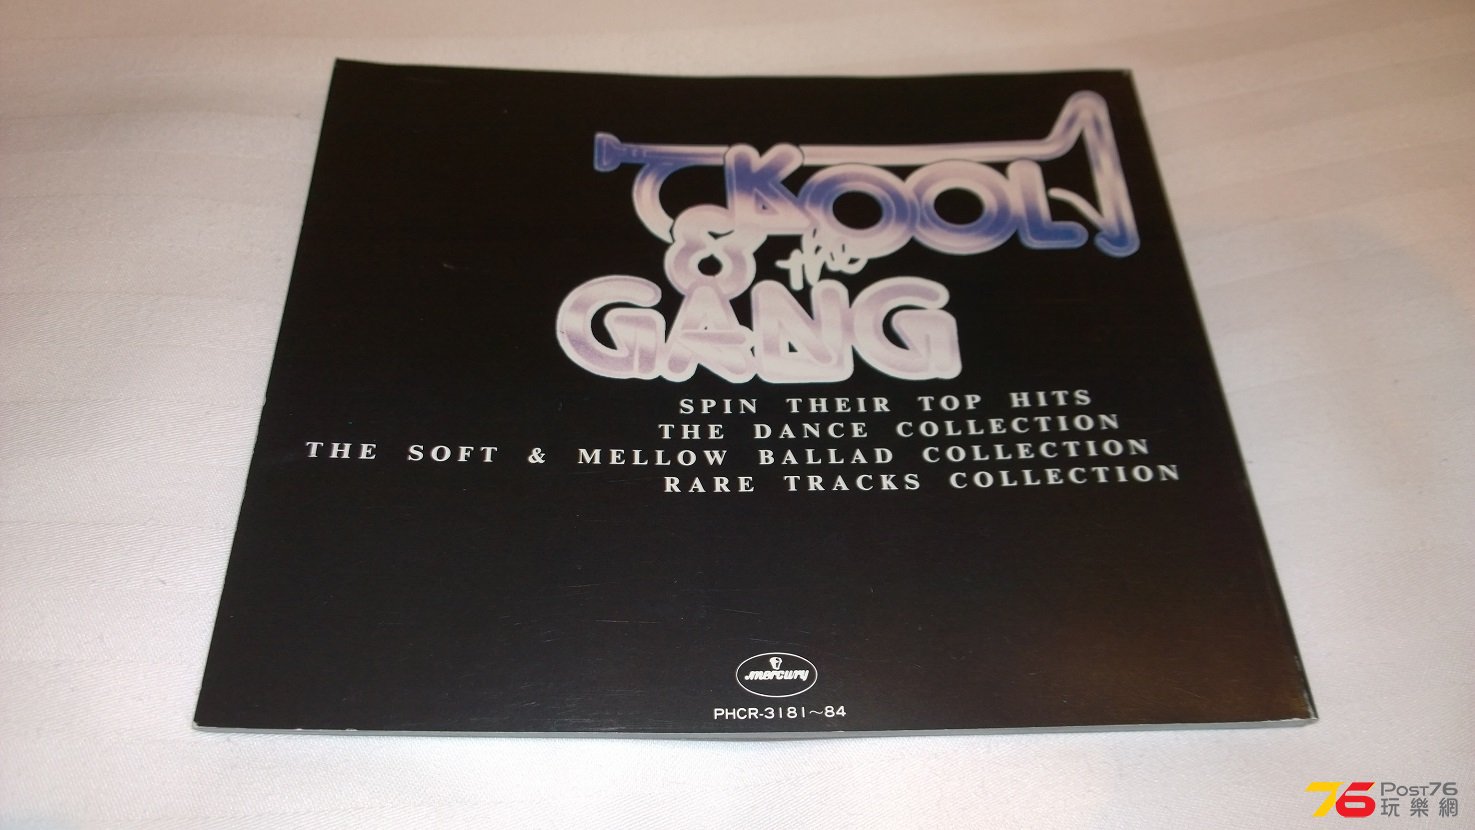 KOOL
& the
GANG
SPIN THEIR TOP HITS
THE DANCE COLLECTION
THE SOFT & MELLOW BALLAD COLLECTION
RARE TRACKS COLLECTION
mercury
PHCR-3181~84
76 Post76
玩樂網